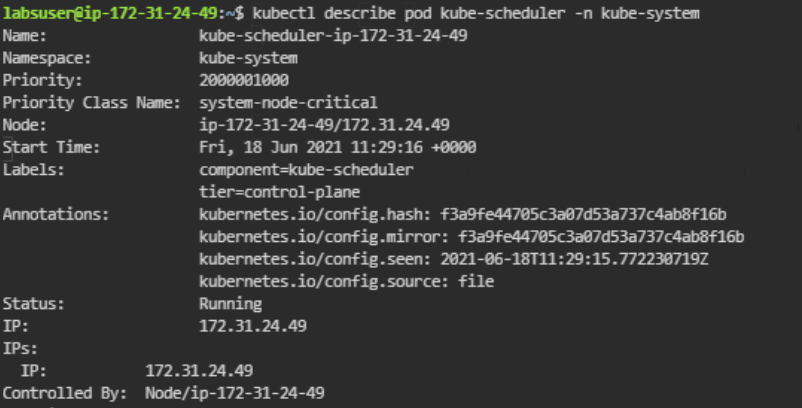 labsuser@ip-172-31-24-49:~$ kubectl describe pod kube-scheduler -n kube-system
Name: kube-scheduler-ip-172-31-24-49
Namespace: kube-system
Priority: 2000001000
Priority Class Name: system-node-critical
Node: ip-172-31-24-49/172.31.24.49
Start Time: Fri, 18 Jun 2021 11:29:16 +0000
Labels: component=kube-scheduler
tier=control-plane
Annotations: kubernetes.io/config.hash: f3a9fe44705c3a07d53a737c4ab8f16b
kubernetes.io/config.mirror: f3a9fe44705c3a07d53a737c4ab8f16b
kubernetes.io/config.seen: 2021-06-18T11:29:15.772230719Z
kubernetes.io/config.source: file
Status: Running
IP: 172.31.24.49
IPs:
IP: 172.31.24.49
Controlled By: Node/ip-172-31-24-49